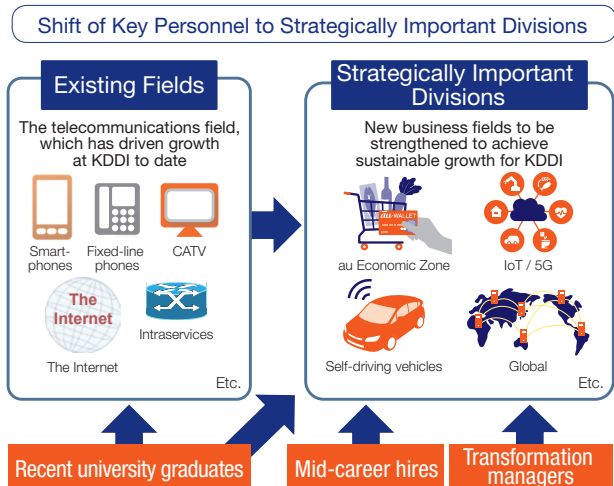 Shift of Key Personnel to Strategically Important Divisions
Existing Fields
The telecommunications field,
which has driven growth
at KDDI to date
Smart-
phones
Fixed-line
phones
CATV
The
Internet
The Internet
Intraservices
Etc.
Strategically Important
Divisions
New business fields to be
strengthened to achieve
sustainable growth for KDDI
au WALLET
au Economic Zone
IoT / 5G
Self-driving vehicles
Global
Etc.
Recent university graduates
Mid-career hires
Transformation
managers